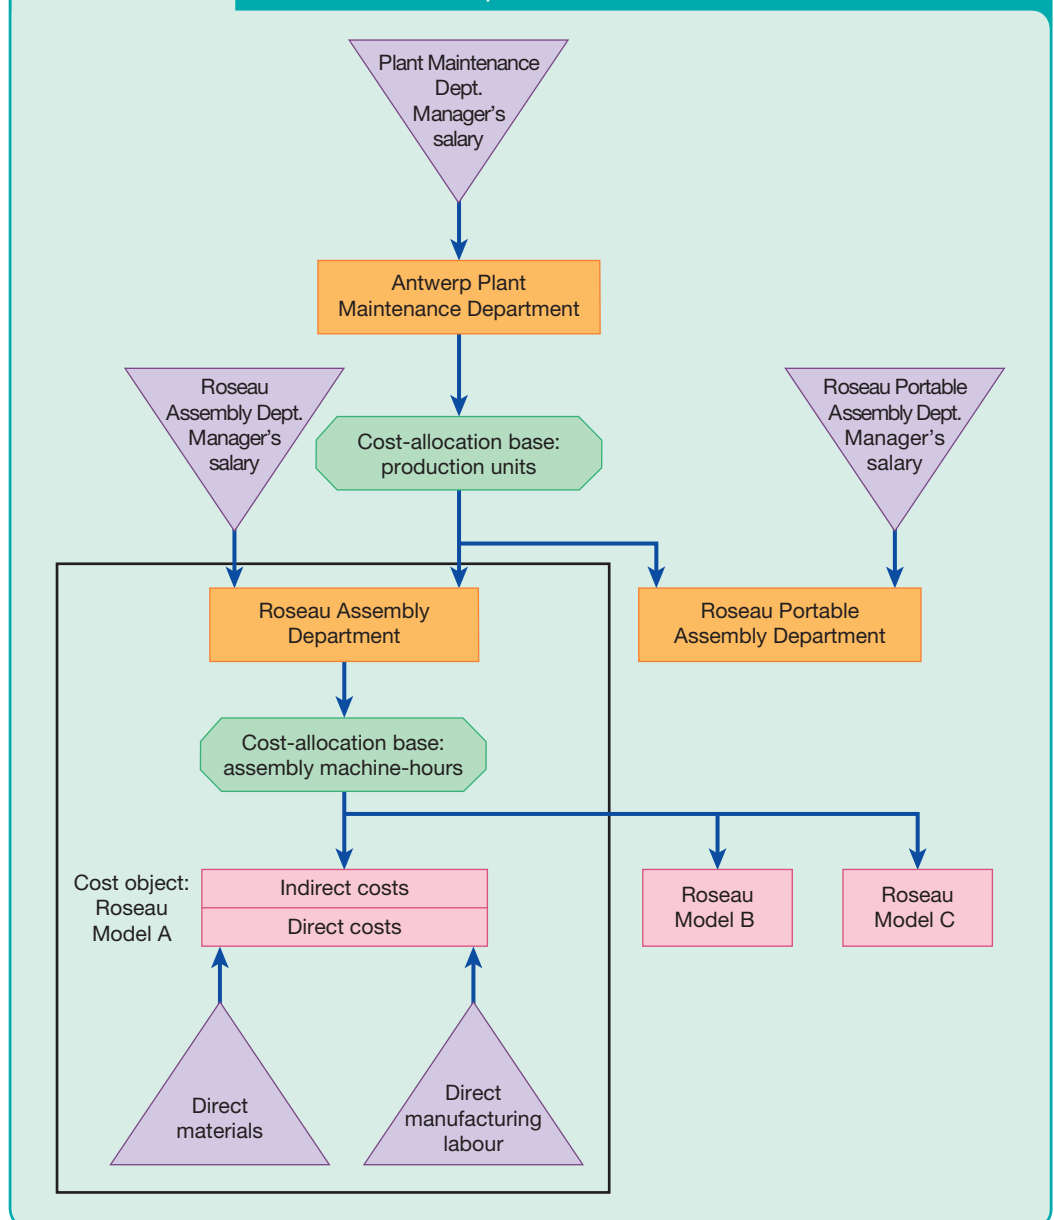 Plant Maintenance
Dept.
Manager's
salary
Antwerp Plant
Maintenance Department
Roseau
Assembly Dept.
Manager's
salary
Cost-allocation base:
production units
Roseau Portable
Assembly Dept.
Manager's
salary
Roseau Assembly
Department
Roseau Portable
Assembly Department
Cost-allocation base:
assembly machine-hours
Cost object:
Roseau
Model A
Indirect costs
Direct costs
Roseau
Model B
Roseau
Model C
Direct
materials
Direct
manufacturing
labour